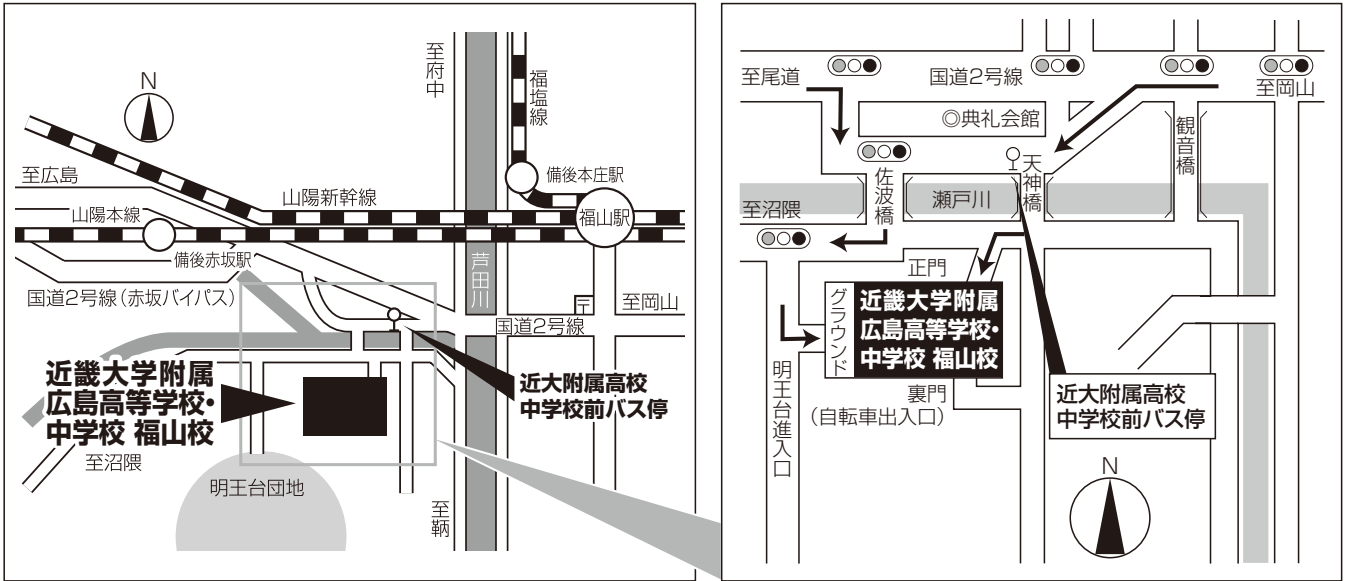 N
至府中
福塩線
備後本庄駅
至広島
山陽新幹線
福山駅
山陽本線
備後赤坂駅
芦田川
国道2号線(赤坂バイパス)
〒
至岡山
国道2号線
近畿大学附属
広島高等学校・
中学校 福山校
近大附属高校
中学校前バス停
至沼隈
明王台団地
至鞆
至尾道
国道2号線
至岡山
◎典礼会館
観音橋
佐波橋
天神橋
瀬戸川
至沼隈
正門
グラウンド
近畿大学附属
広島高等学校・
中学校 福山校
明王台進入口
裏門
(自転車出入口)
近大附属高校
中学校前バス停
N